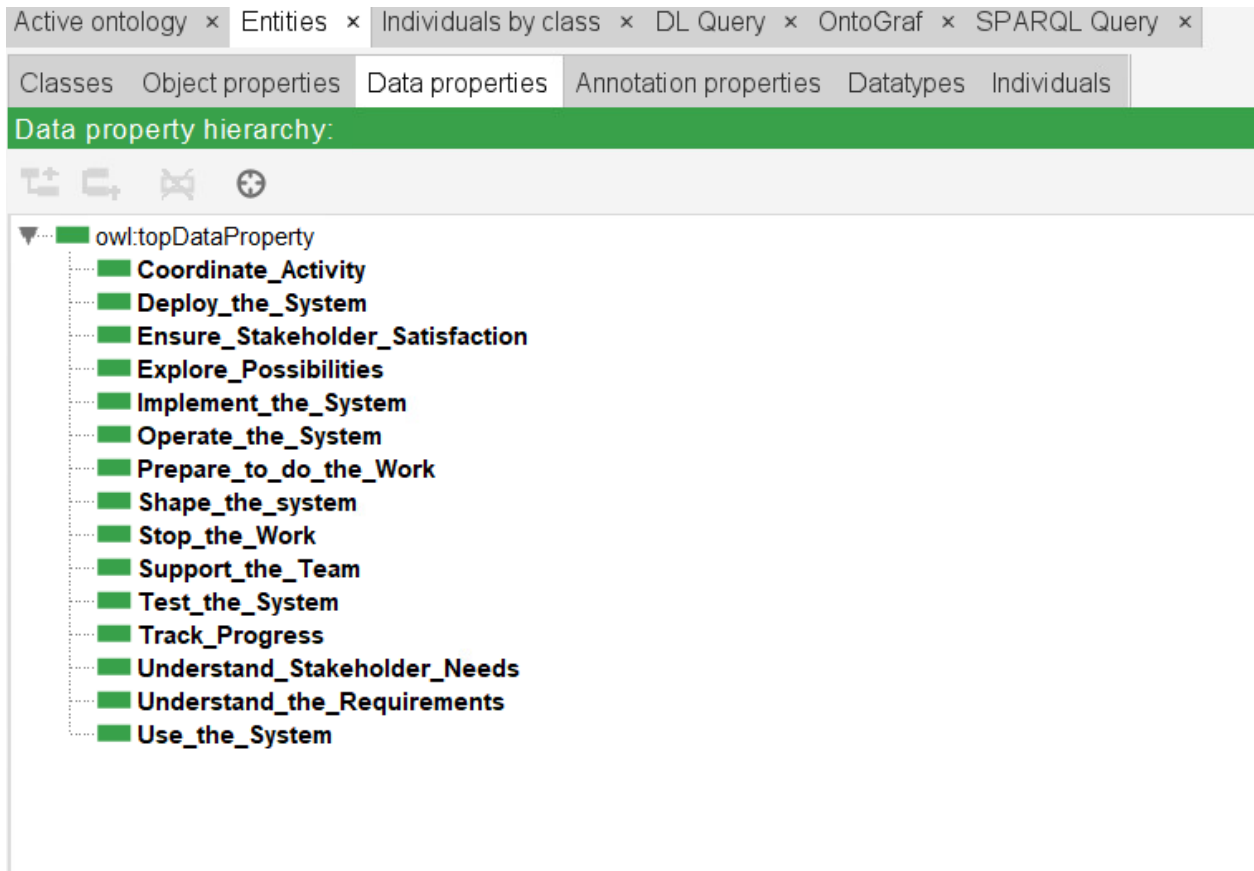 Active ontology × Entities × Individuals by class × DL Query × OntoGraf × SPARQL Query ×
Classes Object properties Data properties Annotation properties Datatypes Individuals
Data property hierarchy:
owl:topDataProperty
Coordinate_Activity
Deploy_the_System
Ensure_Stakeholder_Satisfaction
Explore_Possibilities
Implement_the_System
Operate_the_System
Prepare_to_do_the_Work
Shape_the_system
Stop_the_Work
Support_the_Team
Test_the_System
Track_Progress
Understand_Stakeholder_Needs
Understand_the_Requirements
Use_the_System